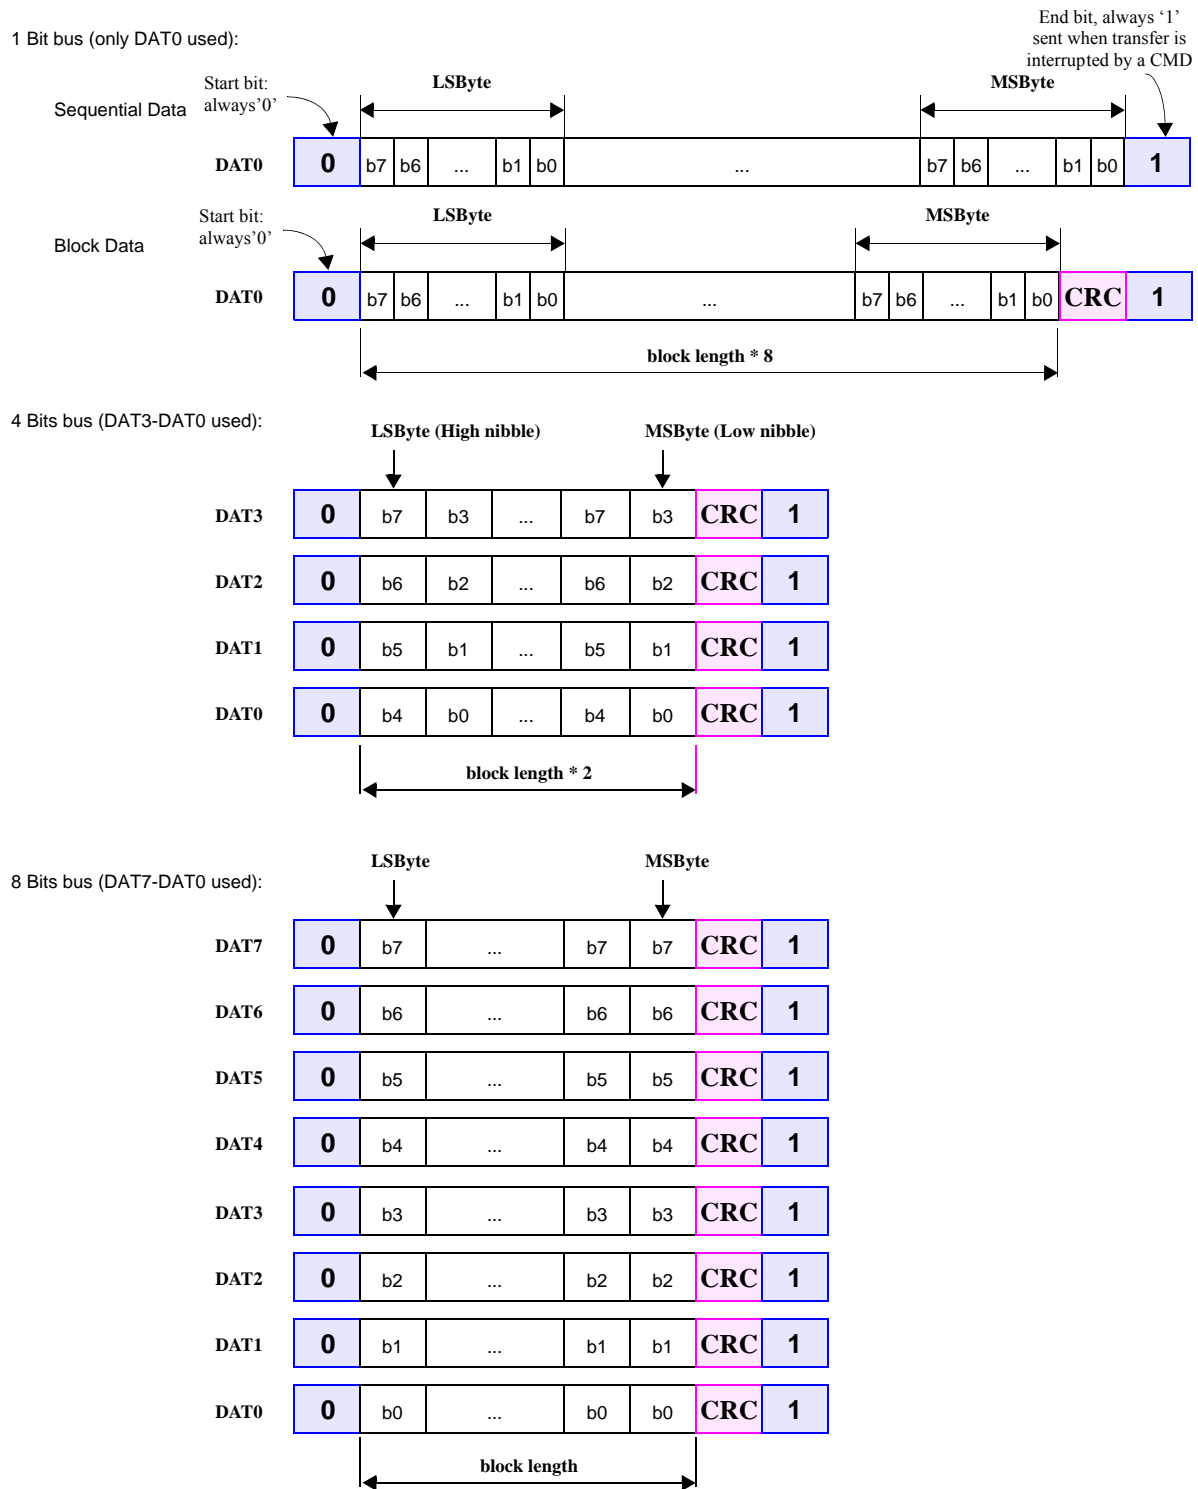 End bit, always ‘1’
1 Bit bus (only DAT0 used):
sent when transfer is
interrupted by a CMD
Start bit:
LSByte
MSByte
Sequential Data
always’0’
DAT0 0 b7 b6 ... b1 b0 ... b7 b6 ... b1 b0 1
Start bit:
LSByte
MSByte
Block Data
always’0’
DAT0 0 b7 b6 ... b1 b0 ... b7 b6 ... b1 b0 CRC 1
block length * 8
4 Bits bus (DAT3-DAT0 used):
LSByte (High nibble)
MSByte (Low nibble)
DAT3 0 b7 b3 ... b7 b3 CRC 1
DAT2 0 b6 b2 ... b6 b2 CRC 1
DAT1 0 b5 b1 ... b5 b1 CRC 1
DAT0 0 b4 b0 ... b4 b0 CRC 1
block length * 2
LSByte
MSByte
8 Bits bus (DAT7-DAT0 used):
DAT7 0 b7 ... b7 b7 CRC 1
DAT6 0 b6 ... b6 b6 CRC 1
DAT5 0 b5 ... b5 b5 CRC 1
DAT4 0 b4 ... b4 b4 CRC 1
DAT3 0 b3 ... b3 b3 CRC 1
DAT2 0 b2 ... b2 b2 CRC 1
DAT1 0 b1 ... b1 b1 CRC 1
DAT0 0 b0 ... b0 b0 CRC 1
block length